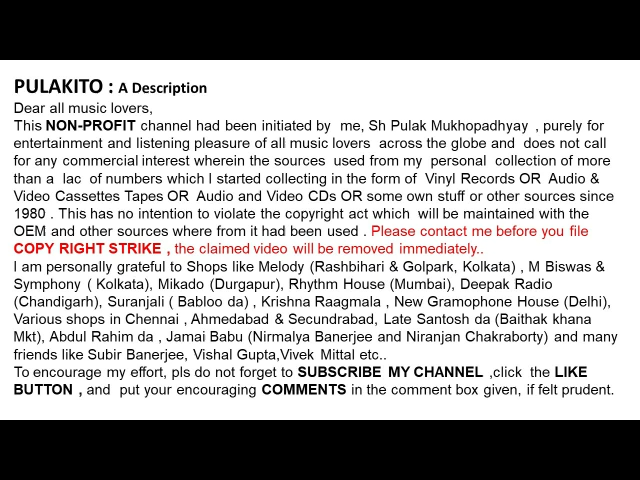 PULAKITO : A Description
Dear all music lovers,
This NON-PROFIT channel had been initiated by me, Sh Pulak Mukhopadhyay , purely for
entertainment and listening pleasure of all music lovers across the globe and does not call
for any commercial interest wherein the sources used from my personal collection of more
than a lac of numbers which I started collecting in the form of Vinyl Records OR Audio &
Video Cassettes Tapes OR Audio and Video CDs OR some own stuff or other sources since
1980 . This has no intention to violate the copyright act which will be maintained with the
OEM and other sources where from it had been used . Please contact me before you file
COPY RIGHT STRIKE , the claimed video will be removed immediately..
I am personally grateful to Shops like Melody (Rashbihari & Golpark, Kolkata) , M Biswas &
Symphony ( Kolkata), Mikado (Durgapur), Rhythm House (Mumbai), Deepak Radio
(Chandigarh), Suranjali ( Babloo da) , Krishna Raagmala , New Gramophone House (Delhi),
Various shops in Chennai , Ahmedabad & Secundrabad, Late Santosh da (Baithak khana
Mkt), Abdul Rahim da , Jamai Babu (Nirmalya Banerjee and Niranjan Chakraborty) and many
friends like Subir Banerjee, Vishal Gupta,Vivek Mittal etc..
To encourage my effort, pls do not forget to SUBSCRIBE MY CHANNEL ,click the LIKE
BUTTON , and put your encouraging COMMENTS in the comment box given, if felt prudent.